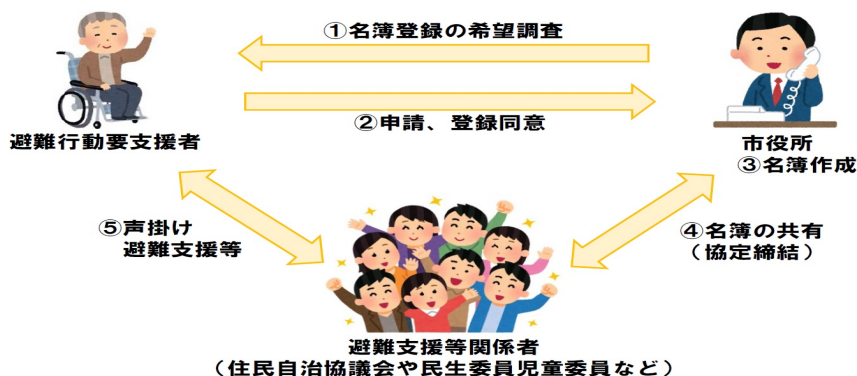 ①名簿登録の希望調査
②申請、登録同意
避難行動要支援者
市役所
③名簿作成
⑤声掛け
避難支援等
④名簿の共有
（協定締結）
避難支援等関係者
（住民自治協議会や民生委員児童委員など）